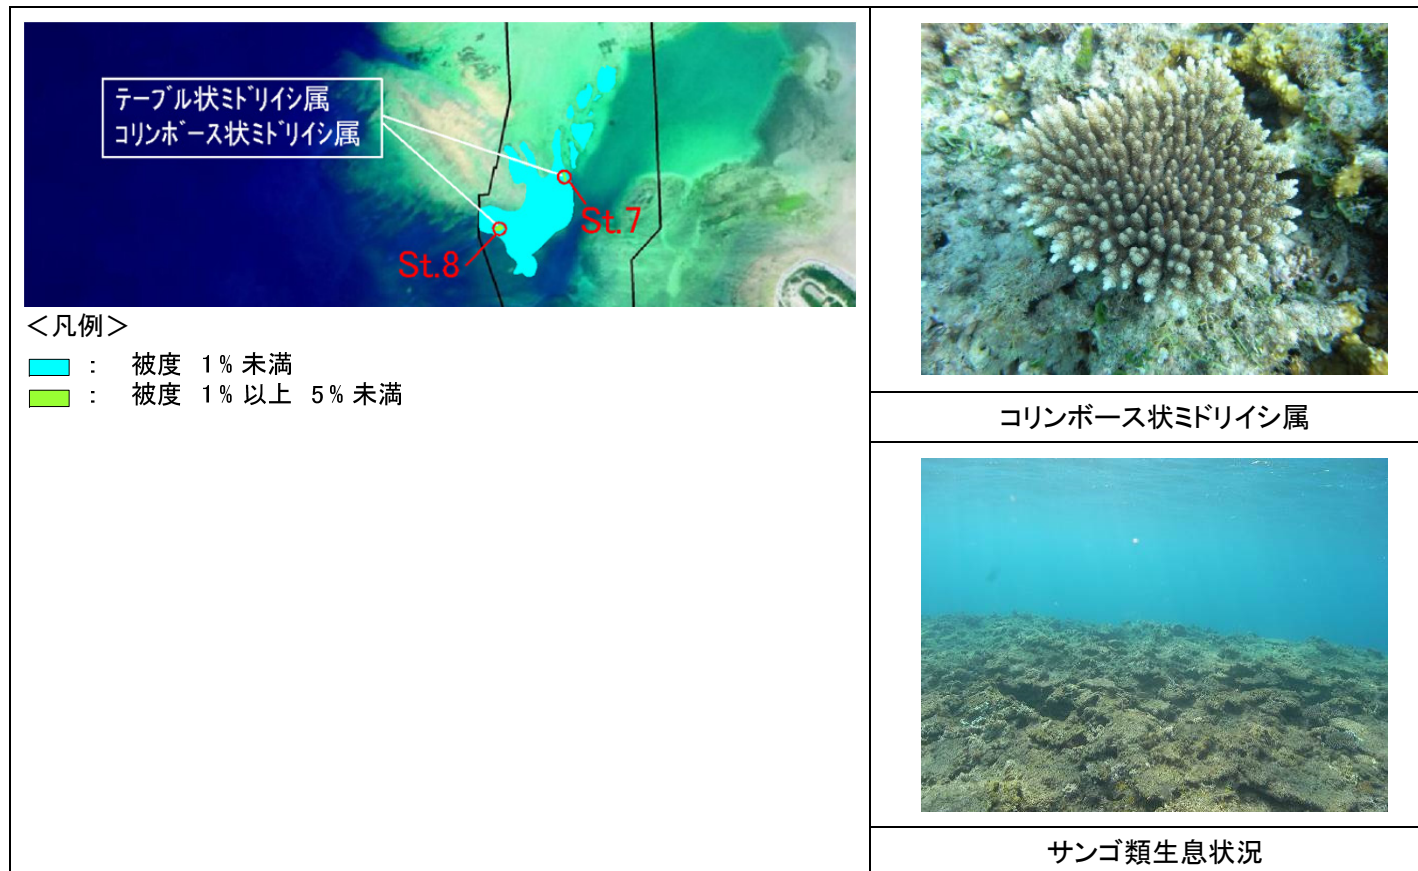 テーブル状ミドリイシ属
コリンボース状ミドリイシ属
St.7
St.8
＜凡例＞
： 被度 1%未満
： 被度 1%以上 5%未満
コリンボース状ミドリイシ属
サンゴ類生息状況